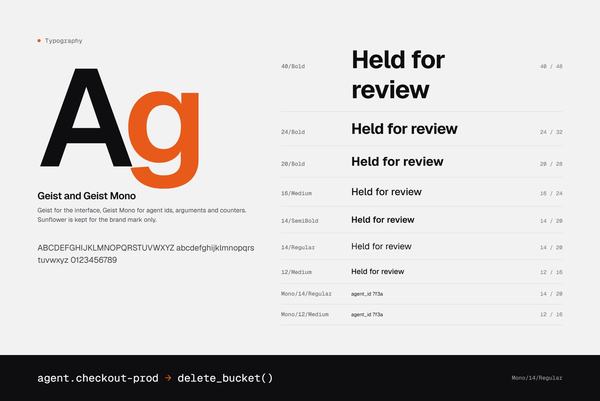 Typography
Ag
Geist and Geist Mono
Geist for the interface, Geist Mono for agent ids, arguments and counters.
Sunflower is kept for the brand mark only.
ABCDEFGHIJKLMNOPQRSTUVWXYZ abcdefghijklmnopqrs
tuvwxyz 0123456789
40/Bold Held for 40 / 48
review
24/Bold Held for review 24 / 32
20/Bold Held for review 20 / 28
16/Medium Held for review 16 / 24
14/SemiBold Held for review 14 / 20
14/Regular Held for review 14 / 20
12/Medium Held for review 12 / 16
Mono/14/Regular agent_id 7f3a 14 / 20
Mono/12/Medium agent_id 7f3a 12 / 16
agent.checkout-prod → delete_bucket() Mono/14/Regular